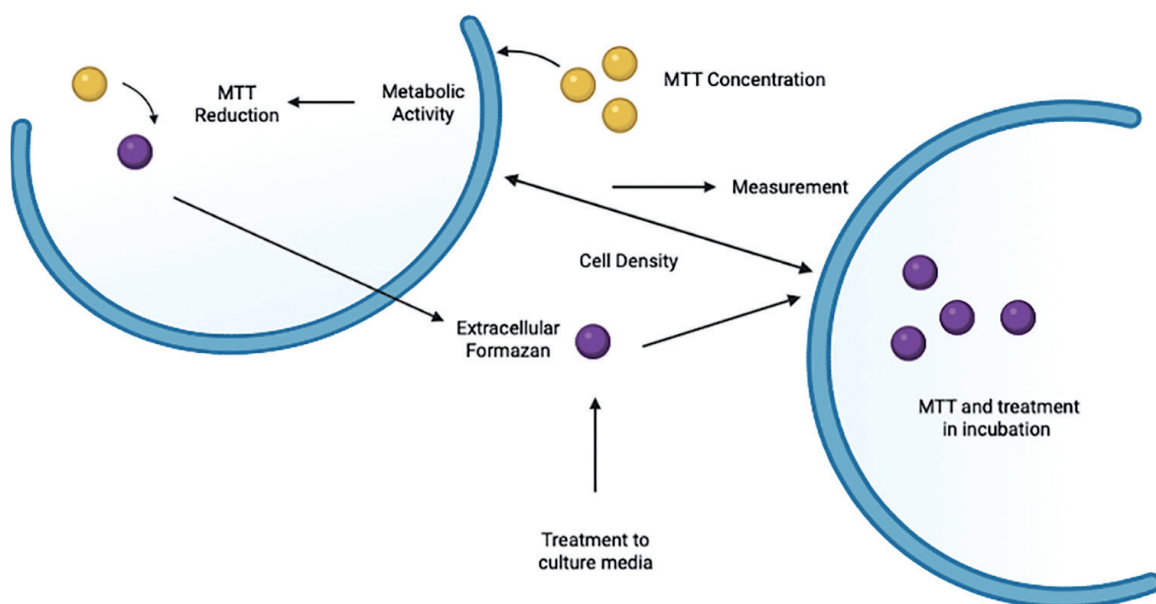 MTT
Reduction
Metabolic
Activity
MTT Concentration
Measurement
Cell Density
Extracellular
Formazan
MTT and treatment
in incubation
Treatment to
culture media